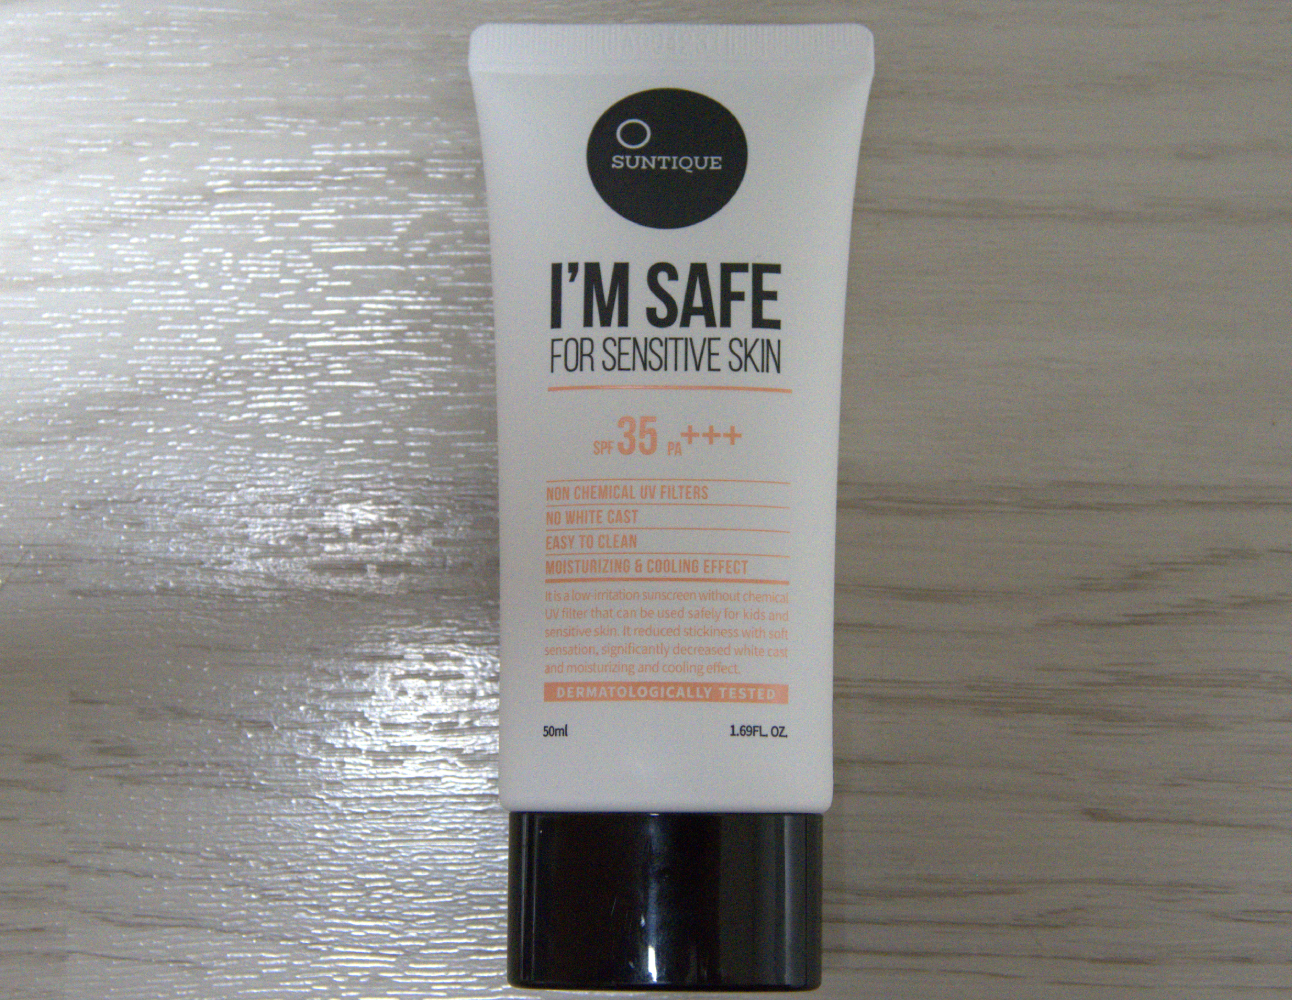 SUNTIQUE
I'M SAFE
FOR SENSITIVE SKIN
SPF 35 PA+++
NON CHEMICAL UV FILTERS
NO WHITE CAST
EASY TO CLEAN
MOISTURIZING & COOLING EFFECT
It is a low-irritation sunscreen without chemical
UV filter that can be used safely for kids and
sensitive skin. It reduced stickiness with soft
sensation, significantly decreased white cast
and moisturizing and cooling effect.
DERMATOLOGICALLY TESTED
50ml 1.69FL. OZ.